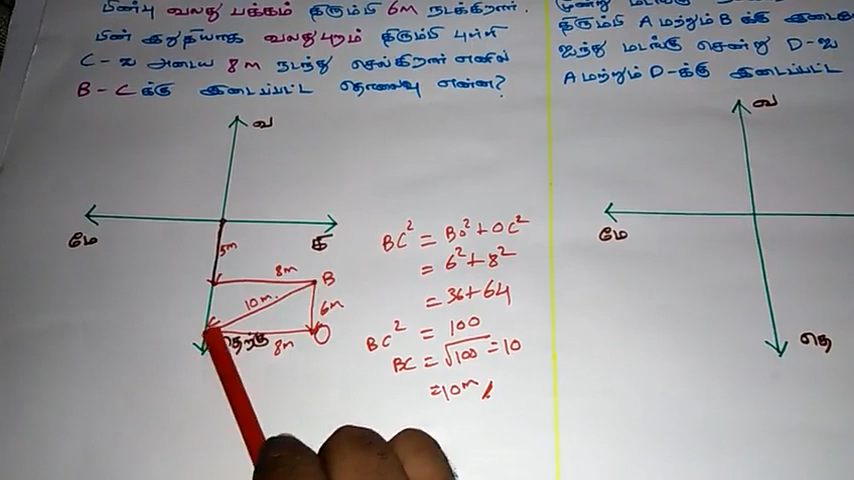 பின்பு வலது பக்கம் திரும்பி 6m நடக்கிறார்.
பின் இறுதியாக வலதுபுறம் திரும்பி புள்ளி
C-ஐ அடைய 8m நடந்து செல்கிறார் எனில்
B - C க்கு இடைப்பட்ட தொலைவு என்ன?
வ
மே
கி
5m
8m
B
10m.
6m
C
தெற்கு
8m
O
BC² = BO² + OC²
= 6² + 8²
= 36 + 64
BC² = 100
BC = √100 = 10
= 10m
மூன்று
திரும்பி A மற்றும் B க்கு
ஐந்து மடங்கு சென்று D-ஐ
A மற்றும் D-க்கு இடைப்பட்ட
வ
மே
தெ